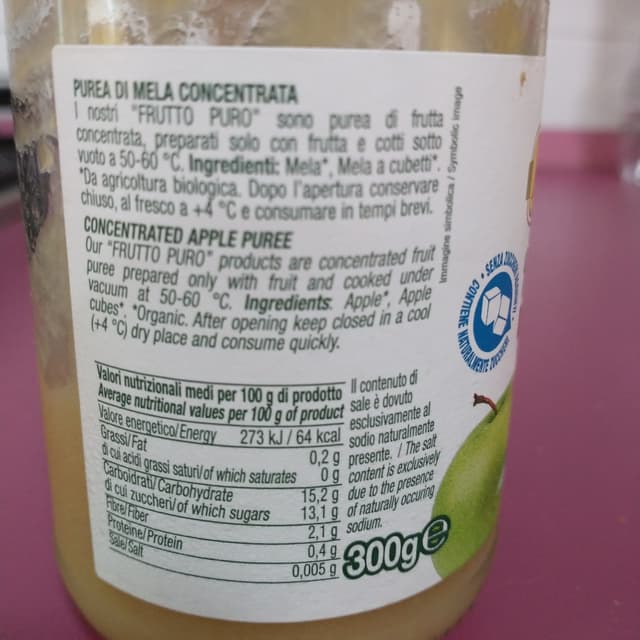 PUREA DI MELA CONCENTRATA
I nostri "FRUTTO PURO" sono purea di frutta
concentrata, preparati solo con frutta e cotti sotto
vuoto a 50-60 °C. Ingredienti: Mela*, Mela a cubetti*.
*Da agricoltura biologica. Dopo l'apertura conservare
chiuso, al fresco a +4 °C e consumare in tempi brevi.
CONCENTRATED APPLE PUREE
Our "FRUTTO PURO" products are concentrated fruit
puree prepared only with fruit and cooked under
vacuum at 50-60 °C. Ingredients: Apple*, Apple
cubes*. *Organic. After opening keep closed in a cool
(+4 °C) dry place and consume quickly.
Immagine simbolica / Symbolic image
SENZA ZUCCHERI
CONTIENE NATURALMENTE ZUCCHERI
Valori nutrizionali medi per 100 g di prodotto
Average nutritional values per 100 g of product
Valore energetico/Energy 273 kJ / 64 kcal
Grassi/Fat 0,2 g
di cui acidi grassi saturi/of which saturates 0 g
Carboidrati/Carbohydrate 15,2 g
di cui zuccheri/of which sugars 13,1 g
Fibre/Fiber 2,1 g
Proteine/Protein 0,4 g
Sale/Salt 0,005 g
Il contenuto di
sale è dovuto
esclusivamente al
sodio naturalmente
presente. / The salt
content is exclusively
due to the presence
of naturally occuring
sodium.
300g e